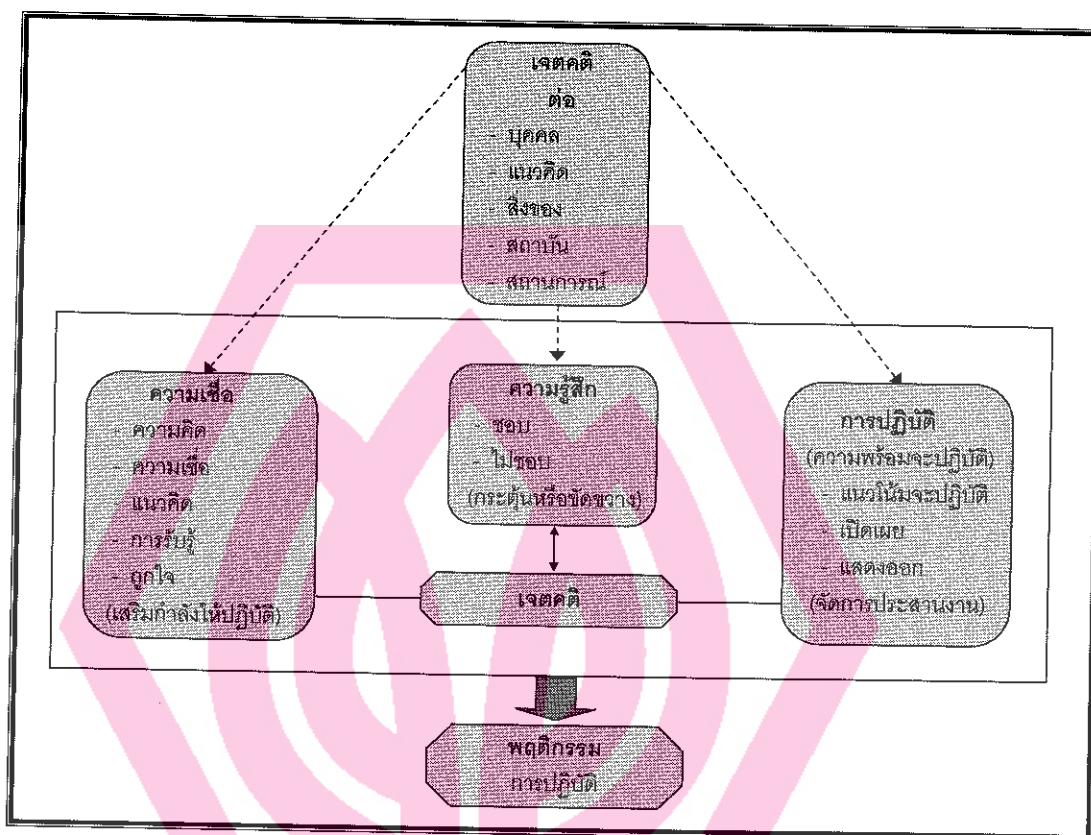 เจตคติ
ต่อ
- บุคคล
- แนวคิด
- สิ่งของ
- สถาบัน
- สถานการณ์
ความเชื่อ
- ความคิด
- ความเชื่อ
แนวคิด
- การรับรู้
- ถูกใจ
(เสริมกำลังให้ปฏิบัติ)
ความรู้สึก
- ชอบ
- ไม่ชอบ
(กระตุ้นหรือขัดขวาง)
เจตคติ
การปฏิบัติ
(ความพร้อมจะปฏิบัติ)
- แนวโน้มจะปฏิบัติ
- เปิดเผย
- แสดงออก
(จัดการประสานงาน)
พฤติกรรม
การปฏิบัติ